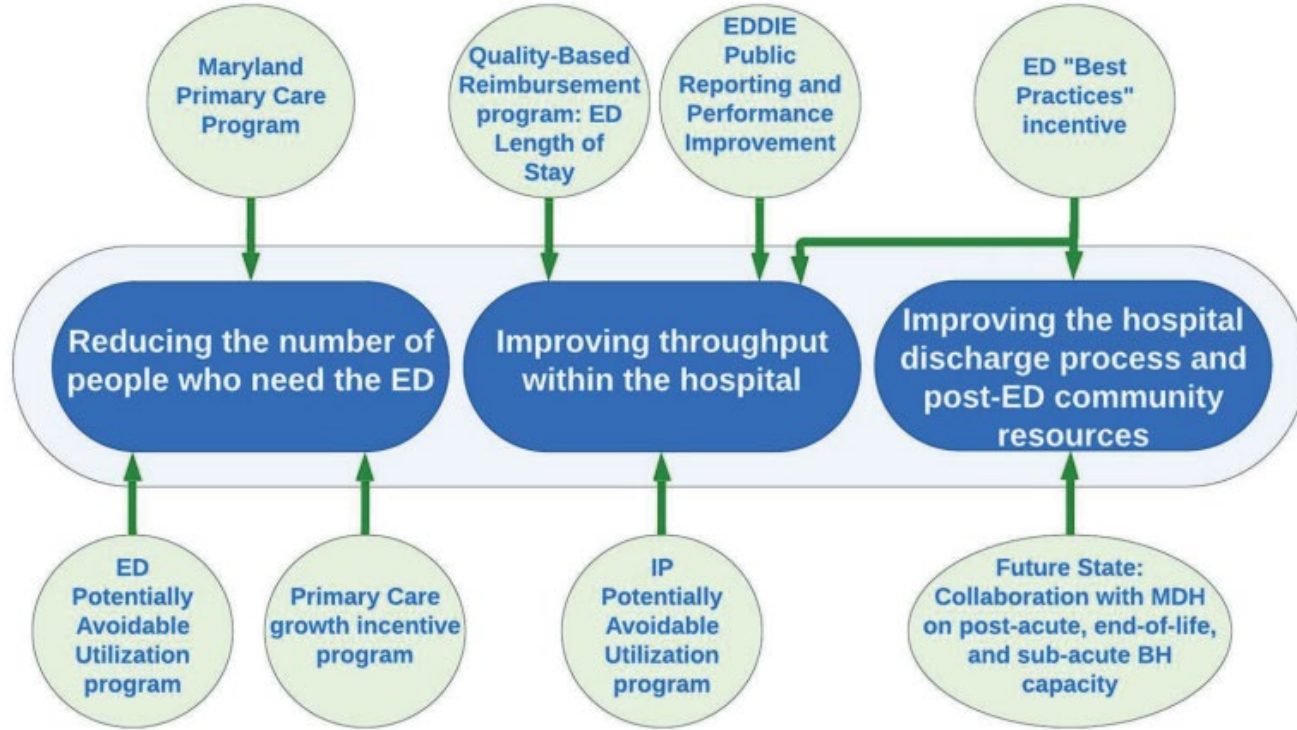 Maryland
Primary Care
Program
Quality-Based
Reimbursement
program: ED
Length of
Stay
EDDIE
Public
Reporting and
Performance
Improvement
ED "Best
Practices"
incentive
Reducing the number of
people who need the ED
Improving throughput
within the hospital
Improving the hospital
discharge process and
post-ED community
resources
ED
Potentially
Avoidable
Utilization
program
Primary Care
growth incentive
program
IP
Potentially
Avoidable
Utilization
program
Future State:
Collaboration with MDH
on post-acute, end-of-life,
and sub-acute BH
capacity